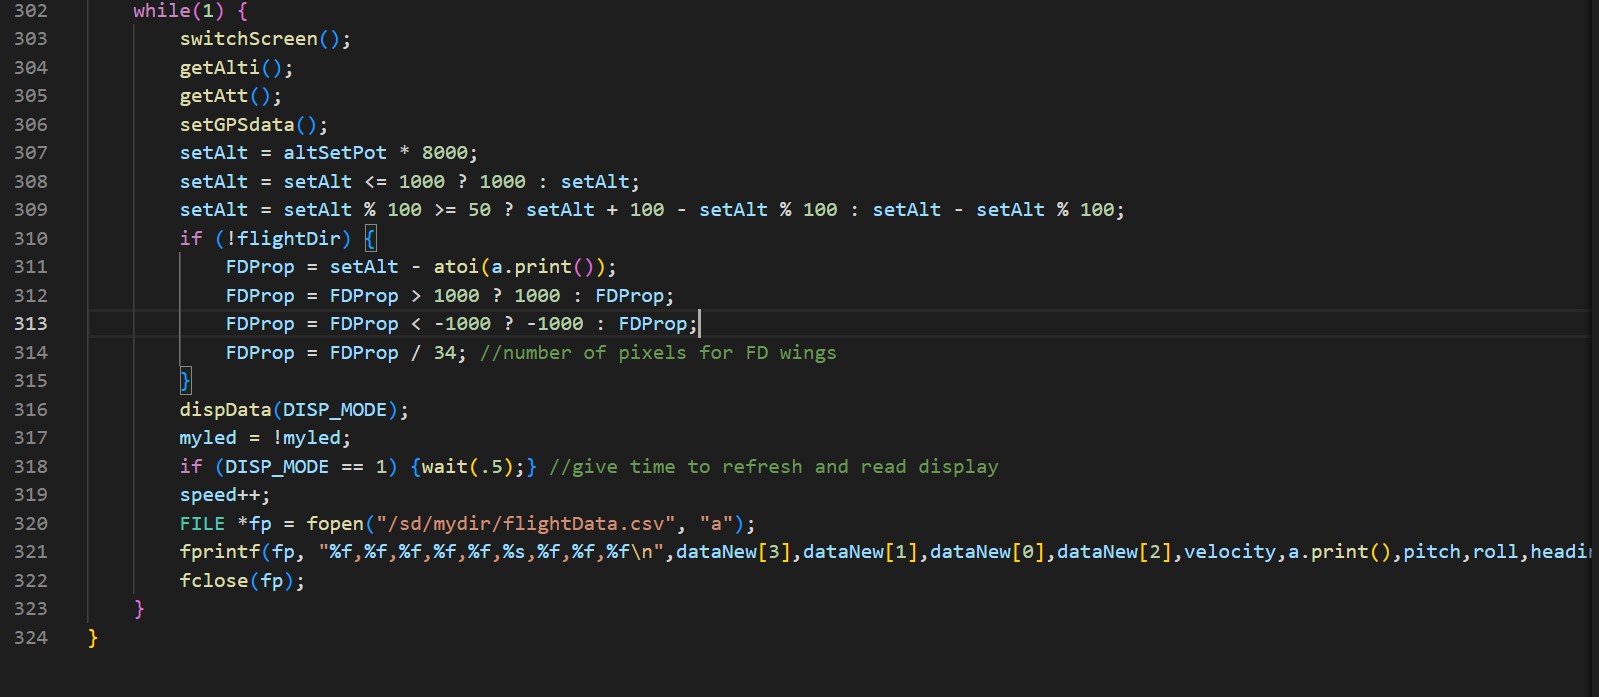 302 while(1) {
303 switchScreen();
304 getAlti();
305 getAtt();
306 setGPSdata();
307 setAlt = altSetPot * 8000;
308 setAlt = setAlt <= 1000 ? 1000 : setAlt;
309 setAlt = setAlt % 100 >= 50 ? setAlt + 100 - setAlt % 100 : setAlt - setAlt % 100;
310 if (!flightDir) {
311 FDProp = setAlt - atoi(a.print());
312 FDProp = FDProp > 1000 ? 1000 : FDProp;
313 FDProp = FDProp < -1000 ? -1000 : FDProp;
314 FDProp = FDProp / 34; //number of pixels for FD wings
315 }
316 dispData(DISP_MODE);
317 myled = !myled;
318 if (DISP_MODE == 1) {wait(.5);} //give time to refresh and read display
319 speed++;
320 FILE *fp = fopen("/sd/mydir/flightData.csv", "a");
321 fprintf(fp, "%f,%f,%f,%f,%f,%s,%f,%f,%f\n",dataNew[3],dataNew[1],dataNew[0],dataNew[2],velocity,a.print(),pitch,roll,headi
322 fclose(fp);
323 }
324 }